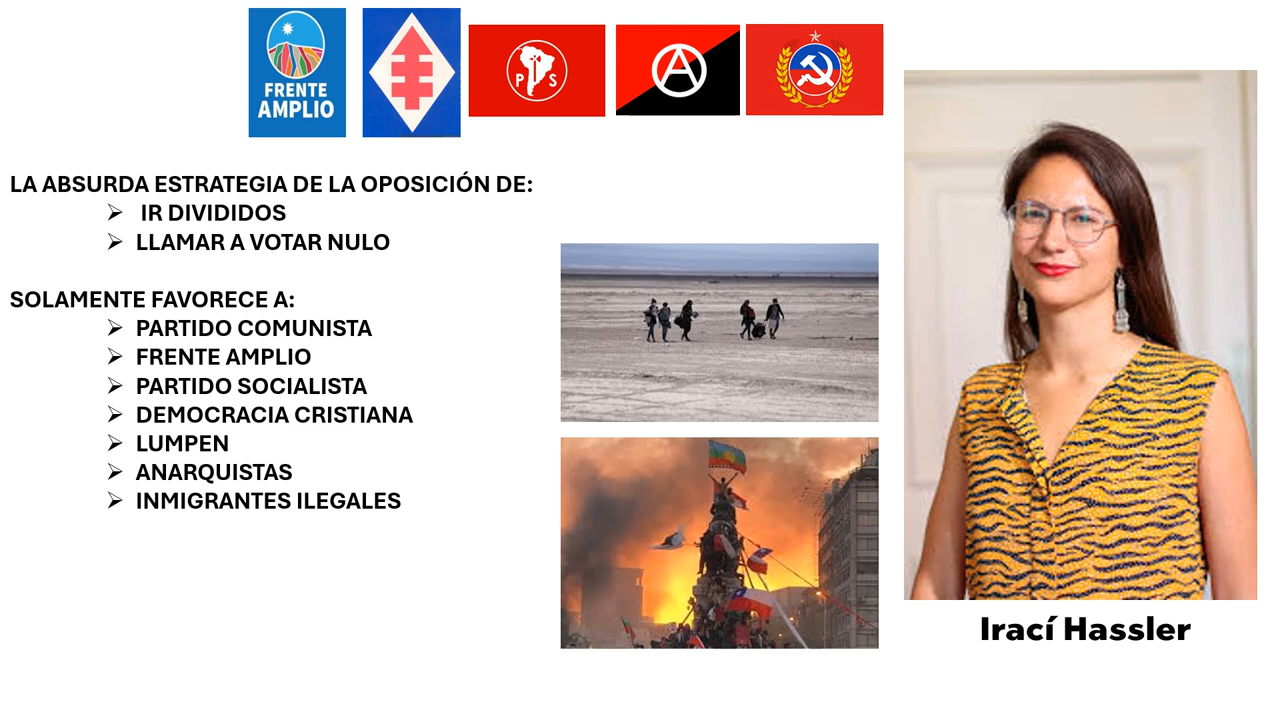 FRENTE
AMPLIO
P S
A
LA ABSURDA ESTRATEGIA DE LA OPOSICIÓN DE:
➢ IR DIVIDIDOS
➢ LLAMAR A VOTAR NULO
SOLAMENTE FAVORECE A:
➢ PARTIDO COMUNISTA
➢ FRENTE AMPLIO
➢ PARTIDO SOCIALISTA
➢ DEMOCRACIA CRISTIANA
➢ LUMPEN
➢ ANARQUISTAS
➢ INMIGRANTES ILEGALES
Irací Hassler